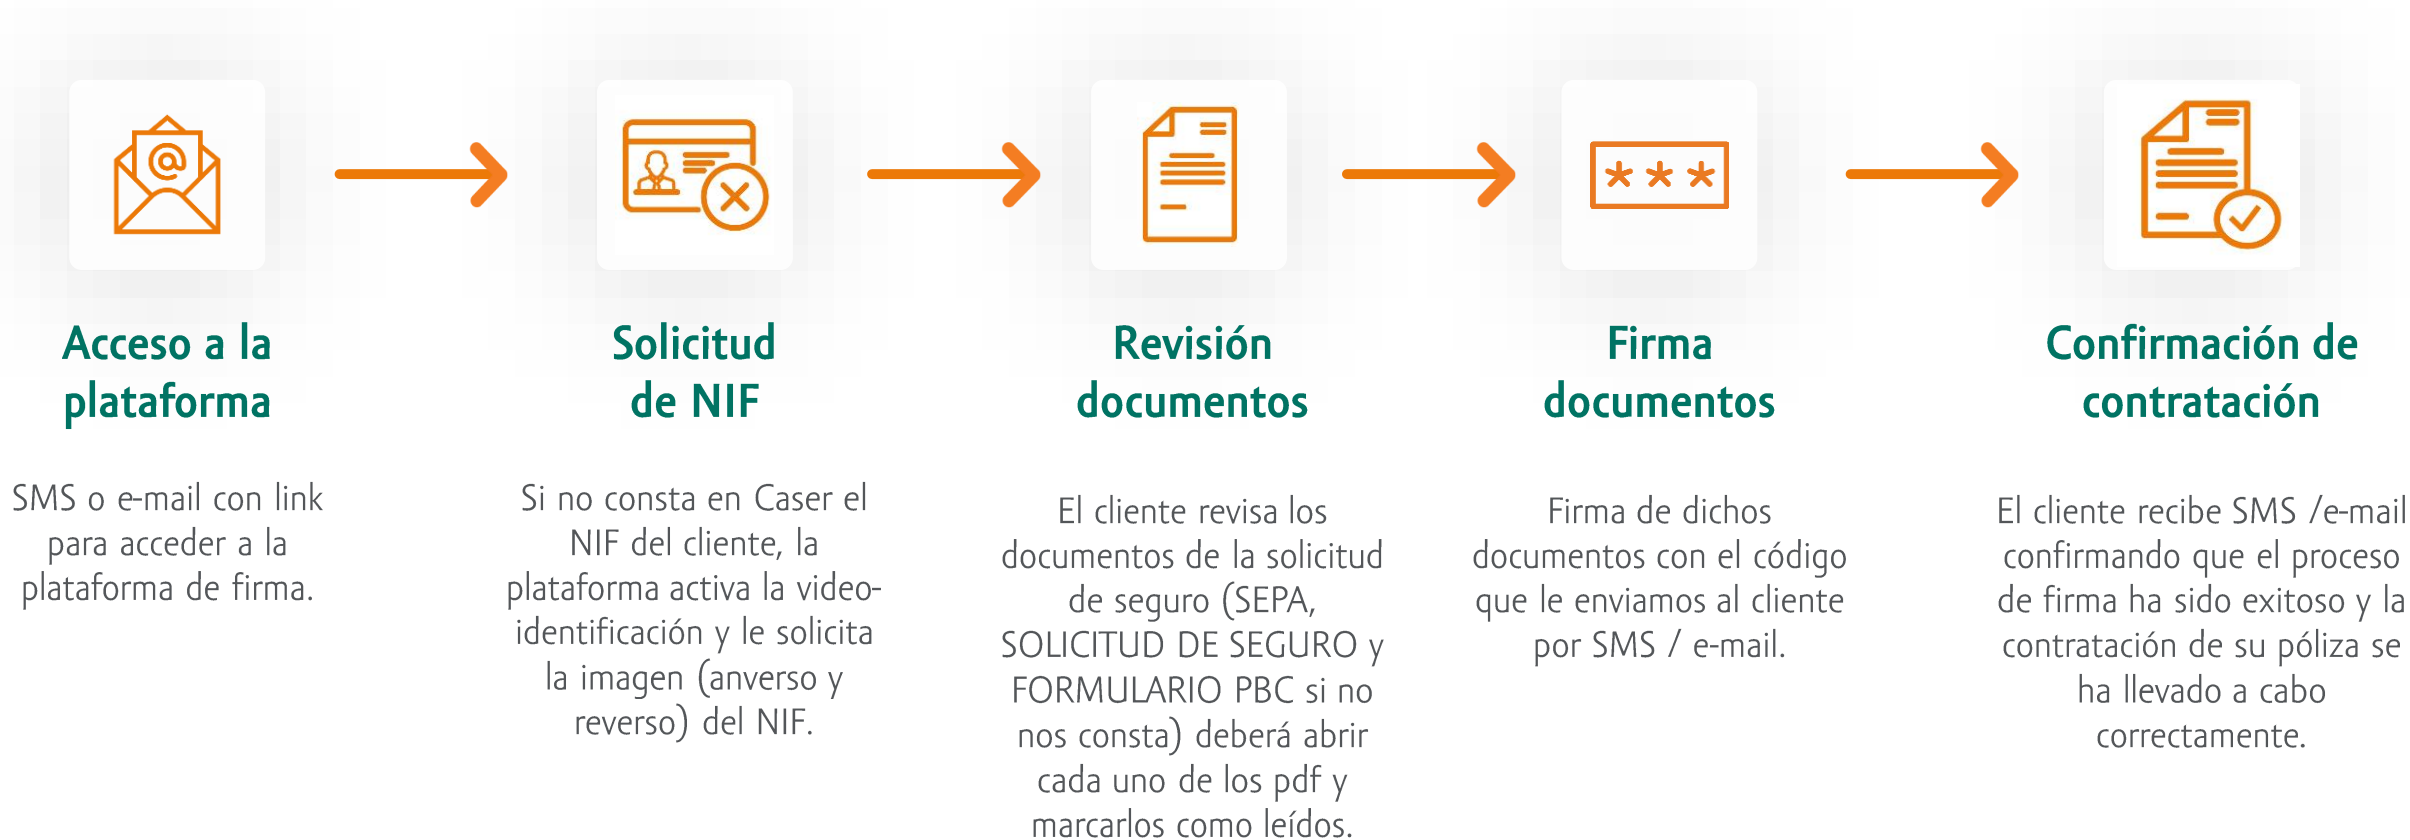 @
***
Acceso a la
plataforma
SMS o e-mail con link
para acceder a la
plataforma de firma.
Solicitud
de NIF
Si no consta en Caser el
NIF del cliente, la
plataforma activa la video-
identificación y le solicita
la imagen (anverso y
reverso) del NIF.
Revisión
documentos
El cliente revisa los
documentos de la solicitud
de seguro (SEPA,
SOLICITUD DE SEGURO y
FORMULARIO PBC si no
nos consta) deberá abrir
cada uno de los pdf y
marcarlos como leídos.
Firma
documentos
Firma de dichos
documentos con el código
que le enviamos al cliente
por SMS / e-mail.
Confirmación de
contratación
El cliente recibe SMS /e-mail
confirmando que el proceso
de firma ha sido exitoso y la
contratación de su póliza se
ha llevado a cabo
correctamente.